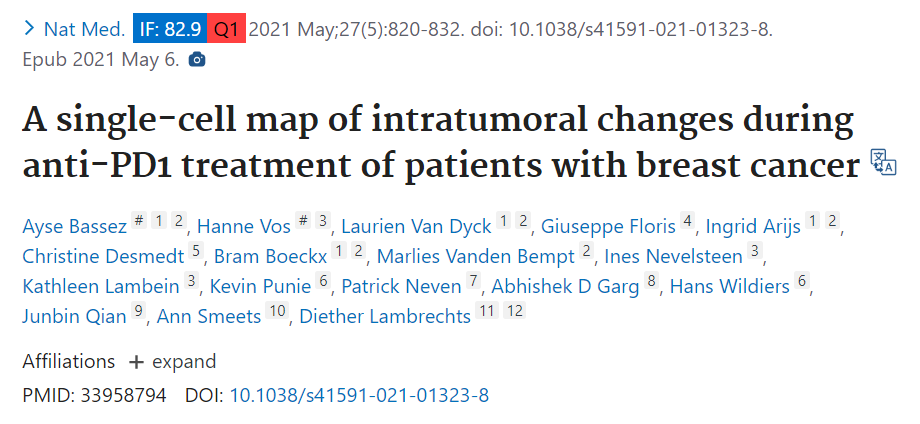 Nat Med. IF: 82.9 Q1 2021 May;27(5):820-832. doi: 10.1038/s41591-021-01323-8.
Epub 2021 May 6.
A single-cell map of intratumoral changes during
anti-PD1 treatment of patients with breast cancer
Ayse Bassez # 1 2, Hanne Vos # 3, Laurien Van Dyck 1 2, Giuseppe Floris 4, Ingrid Arijs 1 2,
Christine Desmedt 5, Bram Boeckx 1 2, Marlies Vanden Bempt 2, Ines Nevelsteen 3,
Kathleen Lambein 3, Kevin Punie 6, Patrick Neven 7, Abhishek D Garg 8, Hans Wildiers 6,
Junbin Qian 9, Ann Smeets 10, Diether Lambrechts 11 12
Affiliations + expand
PMID: 33958794 DOI: 10.1038/s41591-021-01323-8